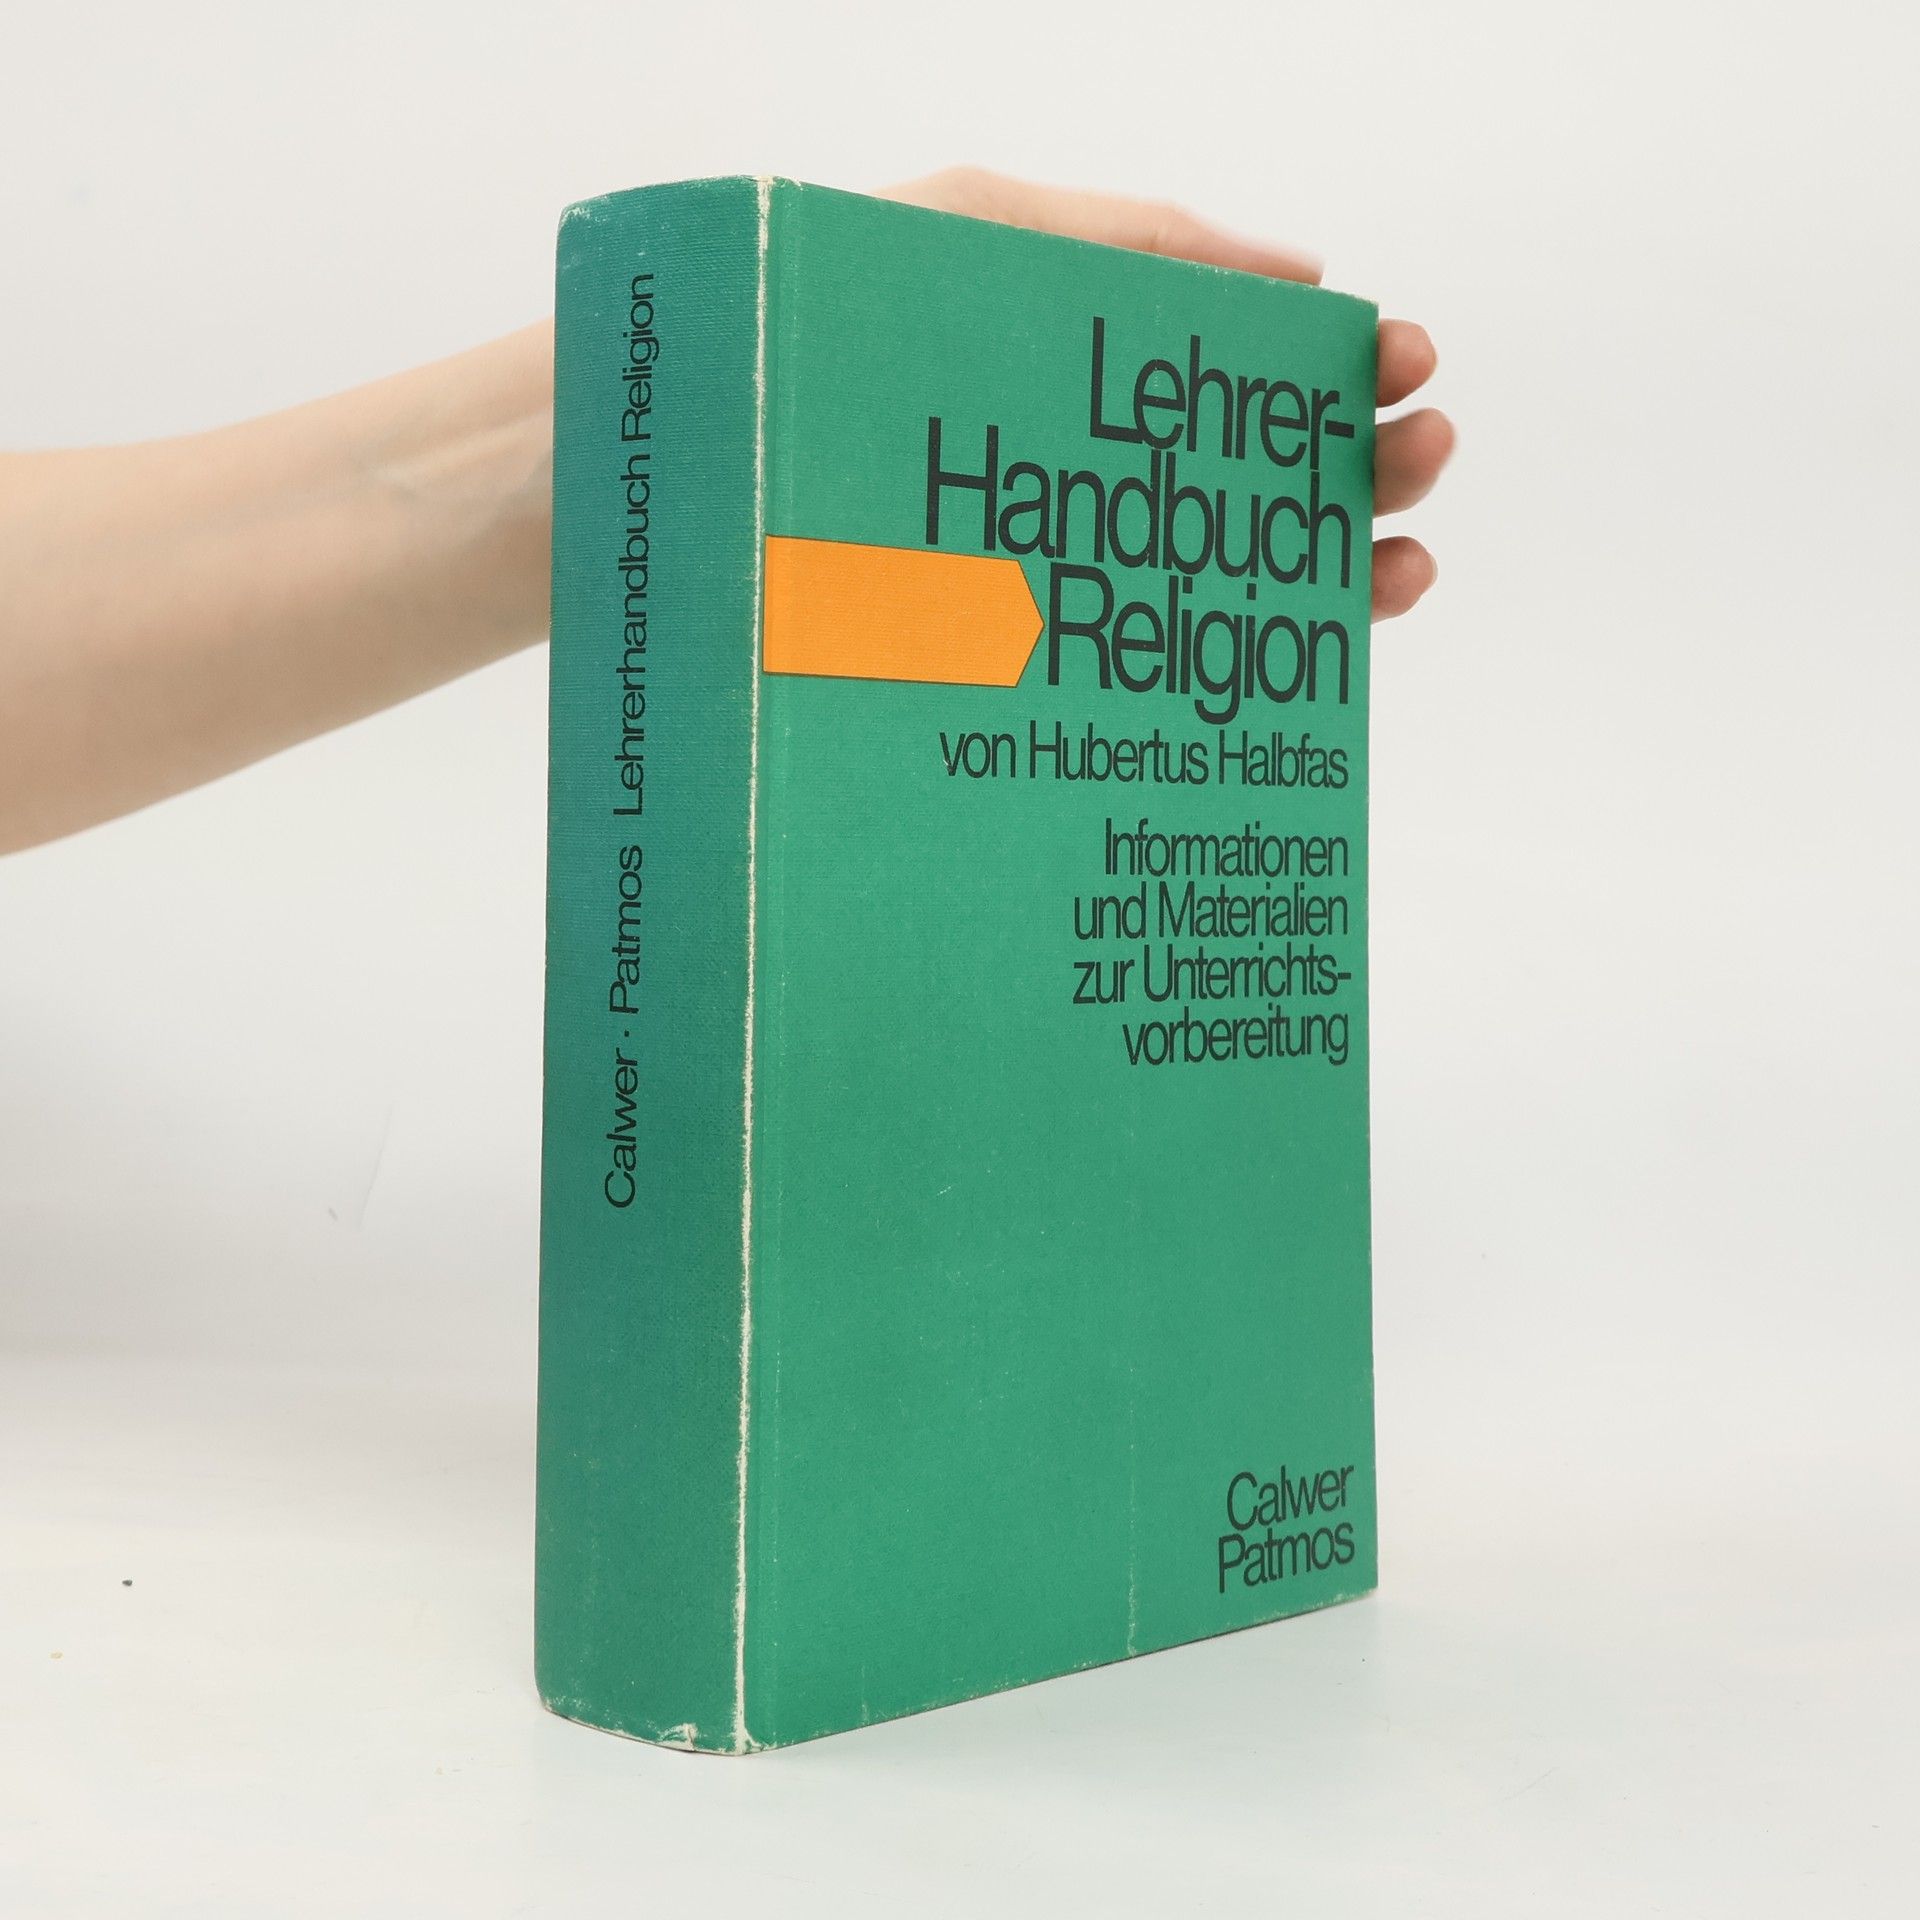 Calwer · Patmos Lehrerhandbuch Religion
Lehrer-
Handbuch
Religion
von Hubertus Halbfas
Informationen
und Materialien
zur Unterrichts-
vorbereitung
Calwer
Patmos